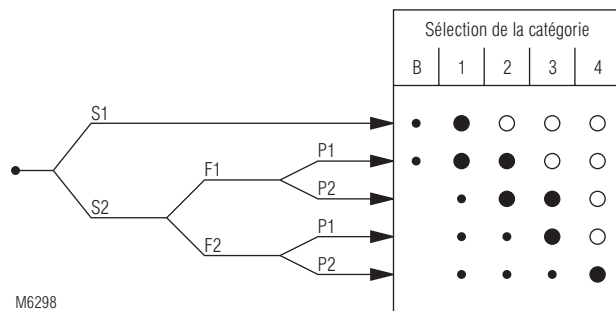 Sélection de la catégorie
B 1 2 3 4
S1
P1
F1
P2
S2
P1
F2
P2
M6298